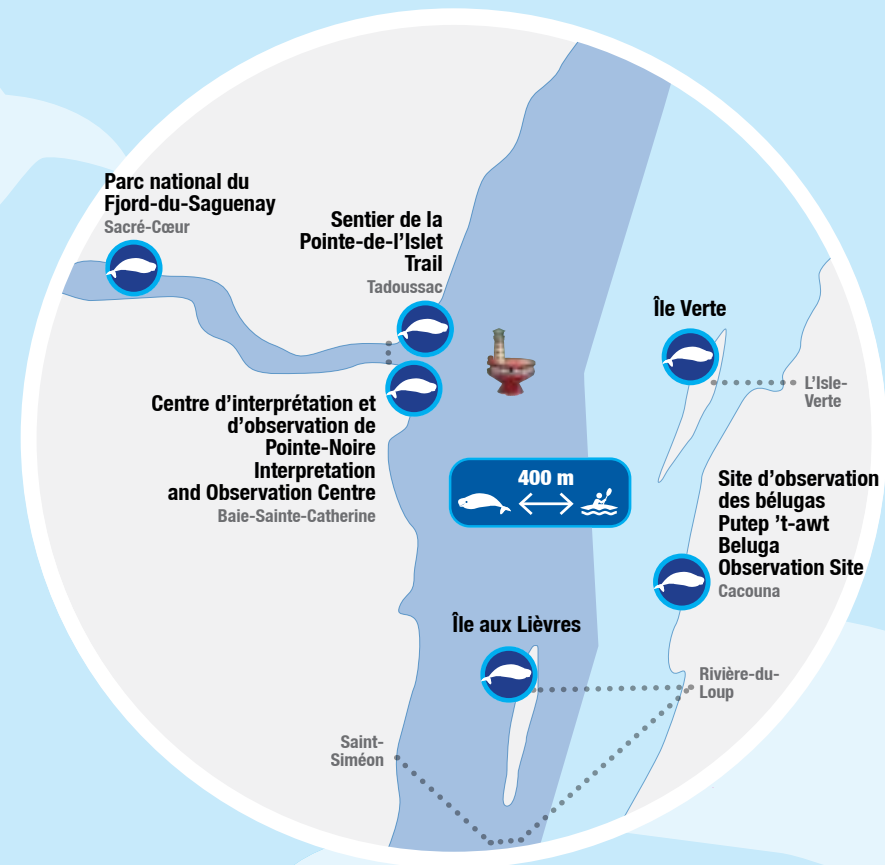 Parc national du
Fjord-du-Saguenay
Sacré-Cœur
Sentier de la
Pointe-de-l’Islet
Trail
Tadoussac
Île Verte
L’Isle-
Verte
Centre d’interprétation et
d’observation de
Pointe-Noire
Interpretation
and Observation Centre
Baie-Sainte-Catherine
400 m
Site d’observation
des bélugas
Putep ’t-awt
Beluga
Observation Site
Cacouna
Île aux Lièvres
Rivière-du-
Loup
Saint-
Siméon